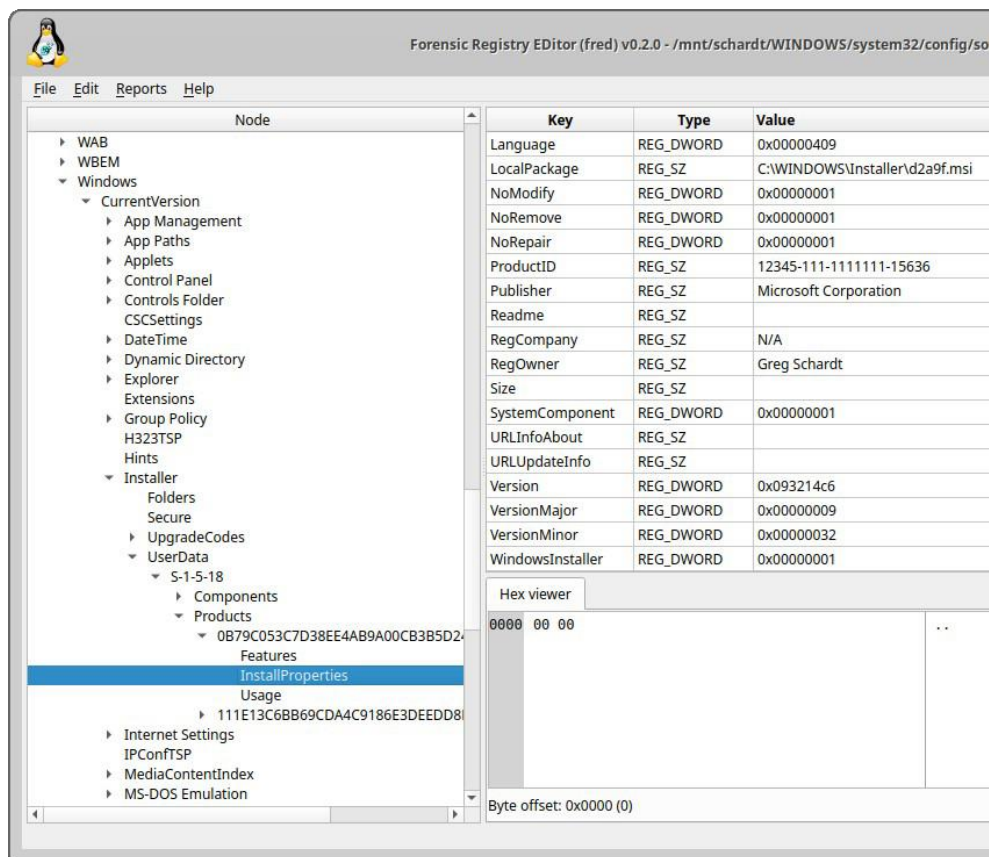 Forensic Registry EDitor (fred) v0.2.0 - /mnt/schardt/WINDOWS/system32/config/so
File Edit Reports Help
Node
WAB
WBEM
Windows
CurrentVersion
App Management
App Paths
Applets
Control Panel
Controls Folder
CSCSettings
DateTime
Dynamic Directory
Explorer
Extensions
Group Policy
H323TSP
Hints
Installer
Folders
Secure
UpgradeCodes
UserData
S-1-5-18
Components
Products
0B79C053C7D38EE4AB9A00CB3B5D24
Features
InstallProperties
Usage
111E13C6BB69CDA4C9186E3DEEDD8
Internet Settings
IPConfTSP
MediaContentIndex
MS-DOS Emulation
Key Type Value
Language REG_DWORD 0x00000409
LocalPackage REG_SZ C:\WINDOWS\Installer\d2a9f.msi
NoModify REG_DWORD 0x00000001
NoRemove REG_DWORD 0x00000001
NoRepair REG_DWORD 0x00000001
ProductID REG_SZ 12345-111-1111111-15636
Publisher REG_SZ Microsoft Corporation
Readme REG_SZ
RegCompany REG_SZ N/A
RegOwner REG_SZ Greg Schardt
Size REG_SZ
SystemComponent REG_DWORD 0x00000001
URLInfoAbout REG_SZ
URLUpdateInfo REG_SZ
Version REG_DWORD 0x093214c6
VersionMajor REG_DWORD 0x00000009
VersionMinor REG_DWORD 0x00000032
WindowsInstaller REG_DWORD 0x00000001
Hex viewer
0000 00 00 ..
Byte offset: 0x0000 (0)